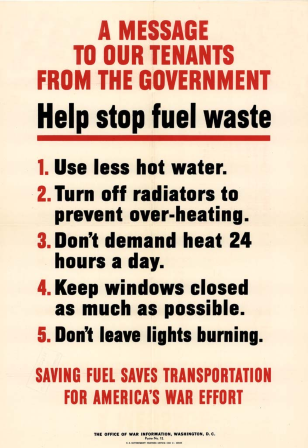 A MESSAGE
TO OUR TENANTS
FROM THE GOVERNMENT
Help stop fuel waste
1. Use less hot water.
2. Turn off radiators to
prevent over-heating.
3. Don't demand heat 24
hours a day.
4. Keep windows closed
as much as possible.
5. Don't leave lights burning.
SAVING FUEL SAVES TRANSPORTATION
FOR AMERICA'S WAR EFFORT
THE OFFICE OF WAR INFORMATION, WASHINGTON, D.C.